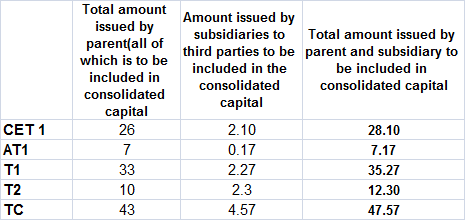 Total amount
issued by
parent(all of
which is to be
included in
consolidated
capital
Amount issued by
subsidiaries to
third parties to be
included in the
consolidated
capital
Total amount issued by
parent and subsidiary to
be included in
consolidated capital
CET 1 26 2.10 28.10
AT1 7 0.17 7.17
T1 33 2.27 35.27
T2 10 2.3 12.30
TC 43 4.57 47.57